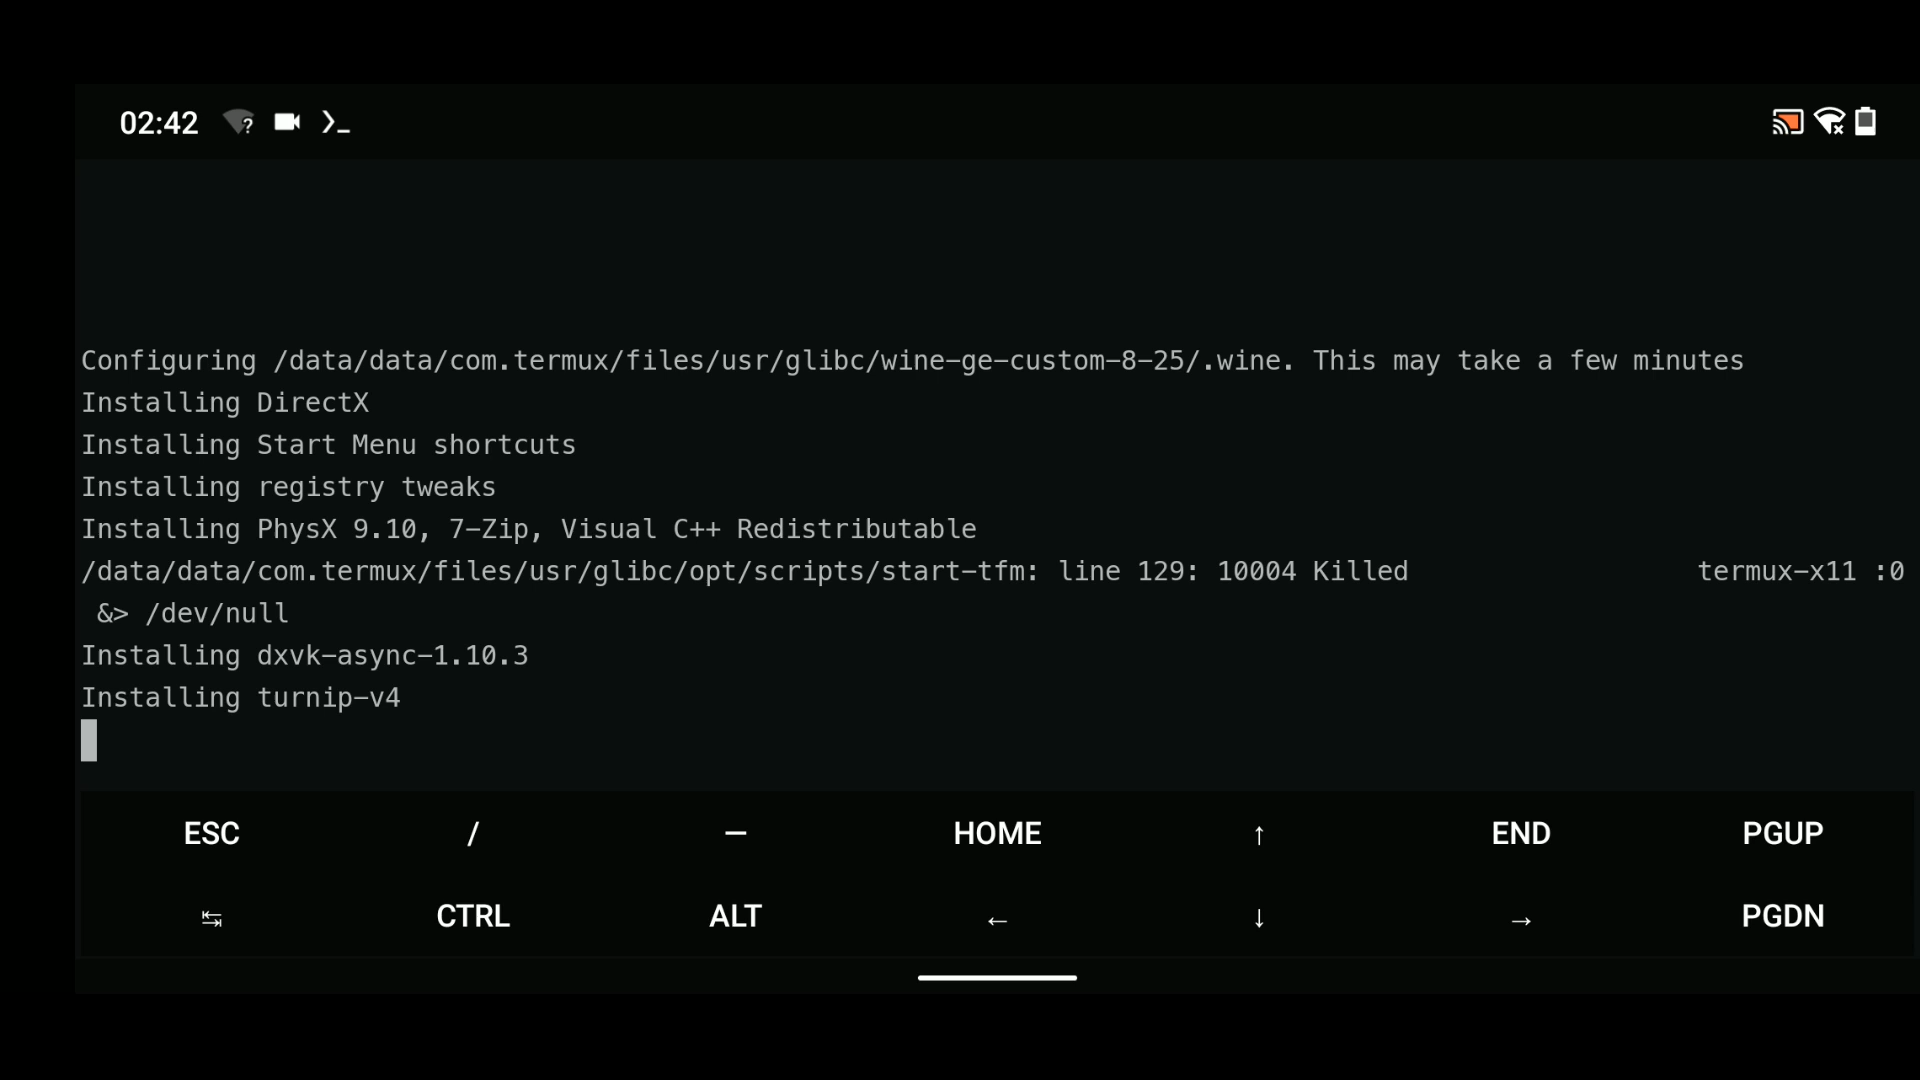 02:42
Configuring /data/data/com.termux/files/usr/glibc/wine-ge-custom-8-25/.wine. This may take a few minutes
Installing DirectX
Installing Start Menu shortcuts
Installing registry tweaks
Installing PhysX 9.10, 7-Zip, Visual C++ Redistributable
/data/data/com.termux/files/usr/glibc/opt/scripts/start-tfm: line 129: 10004 Killed termux-x11 :0
&> /dev/null
Installing dxvk-async-1.10.3
Installing turnip-v4
ESC / — HOME ↑ END PGUP
↹ CTRL ALT ← ↓ → PGDN